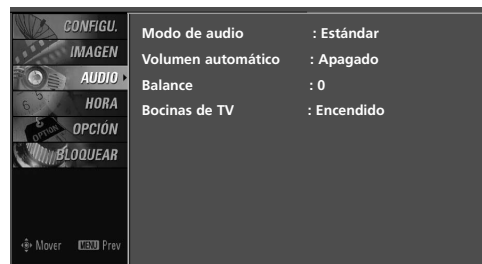 CONFIGU.
IMAGEN
AUDIO
HORA
OPCIÓN
BLOQUEAR
Mover MENU Prev
Modo de audio : Estándar
Volumen automático : Apagado
Balance : 0
Bocinas de TV : Encendido